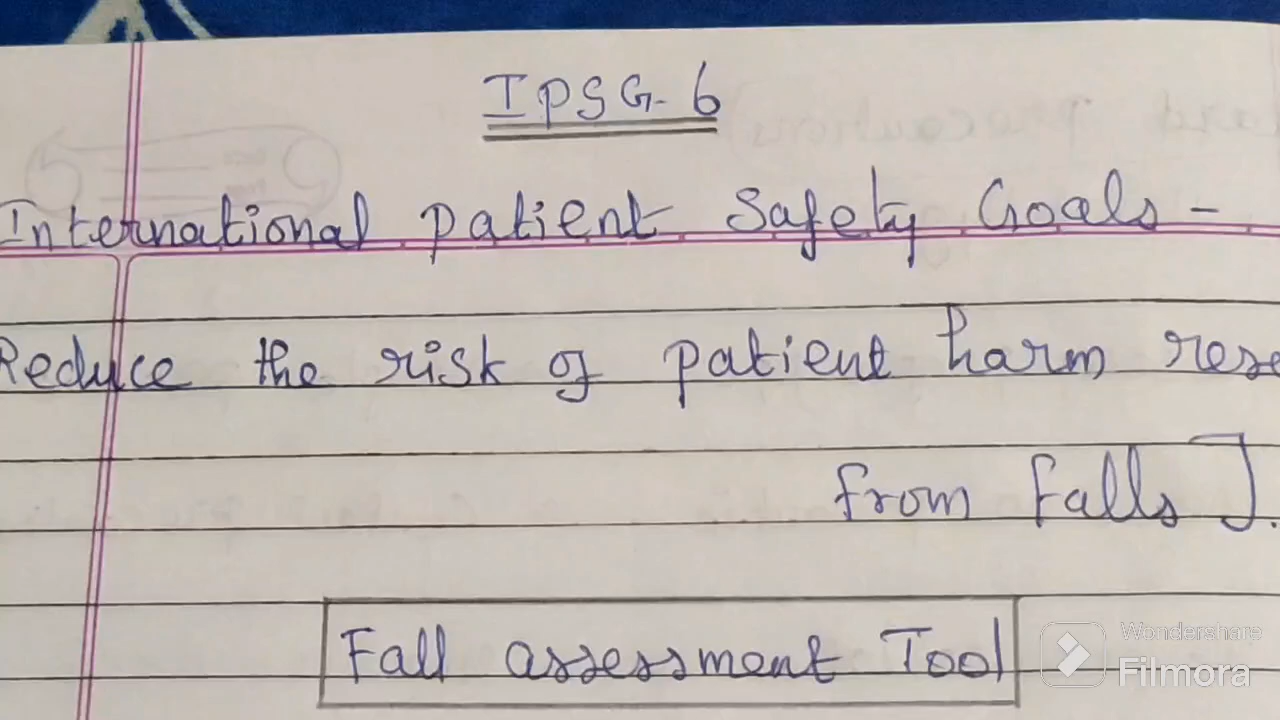 IPSG-6
International patient Safety Goals-
Reduce the risk of patient harm
from Falls].
Fall assessment Tool
Wondershare
Filmora